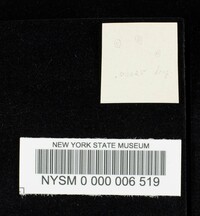 NEW YORK STATE MUSEUM
NYSM 0 000 006 519